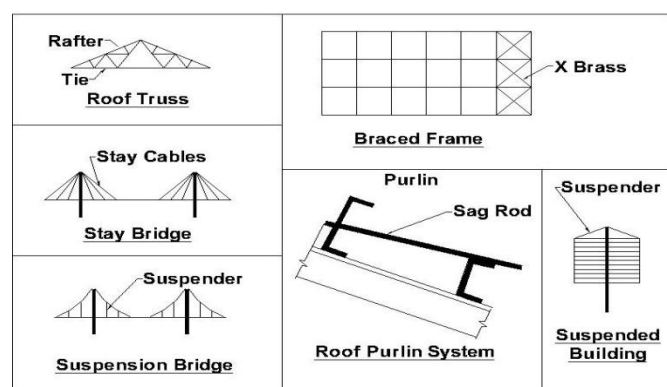 Rafter
Tie
Roof Truss
X Brass
Braced Frame
Stay Cables
Stay Bridge
Suspender
Suspension Bridge
Purlin
Sag Rod
Roof Purlin System
Suspender
Suspended
Building